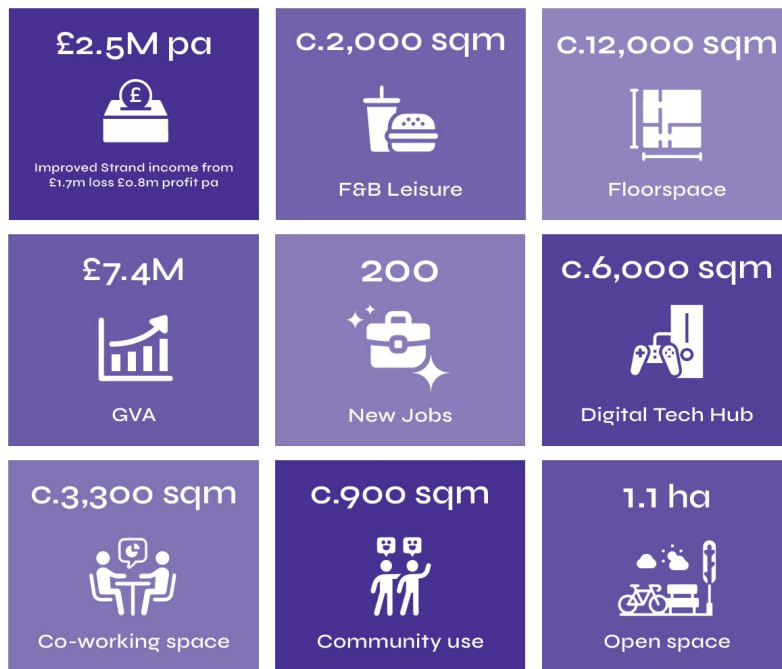 £2.5M pa
£
Improved Strand income from
£1.7m loss £0.8m profit pa
c.2,000 sqm
F&B Leisure
c.12,000 sqm
Floorspace
£7.4M
GVA
200
New Jobs
c.6,000 sqm
Digital Tech Hub
c.3,300 sqm
Co-working space
c.900 sqm
Community use
1.1 ha
Open space